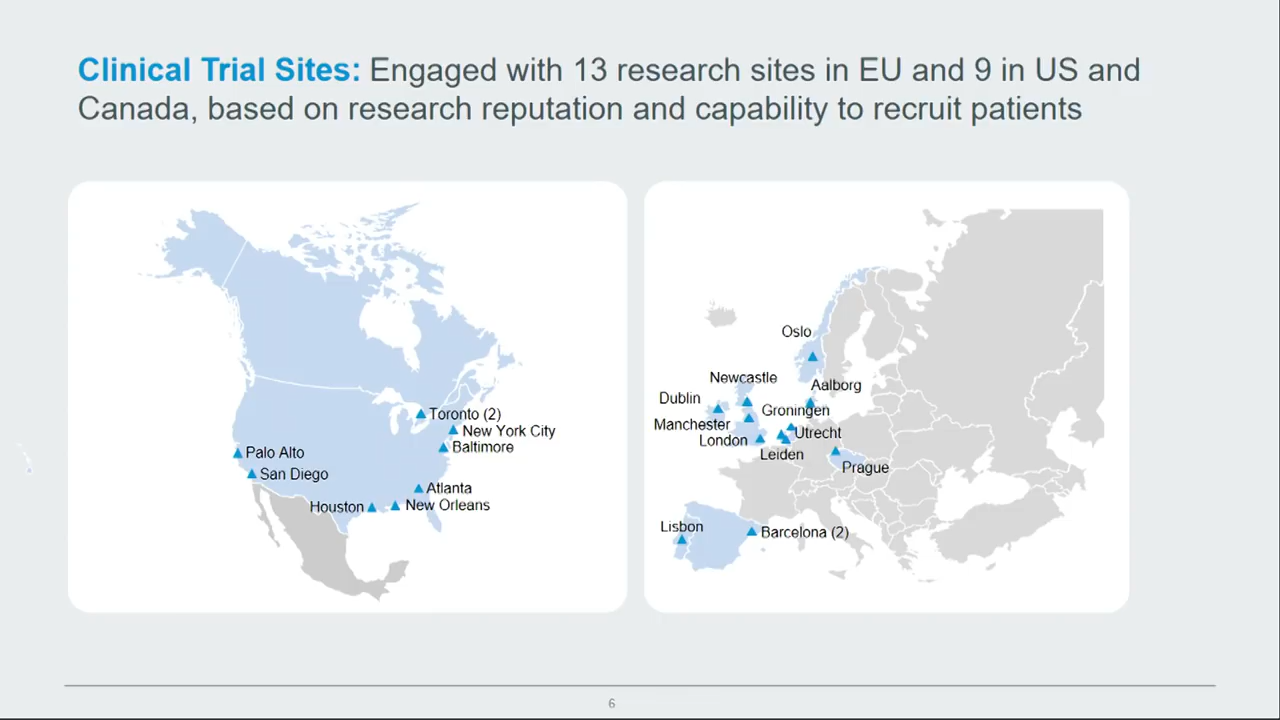 Clinical Trial Sites: Engaged with 13 research sites in EU and 9 in US and
Canada, based on research reputation and capability to recruit patients
Toronto (2)
New York City
Baltimore
Palo Alto
San Diego
Atlanta
Houston
New Orleans
Oslo
Newcastle
Aalborg
Dublin
Groningen
Manchester
Utrecht
London
Leiden
Prague
Lisbon
Barcelona (2)
6